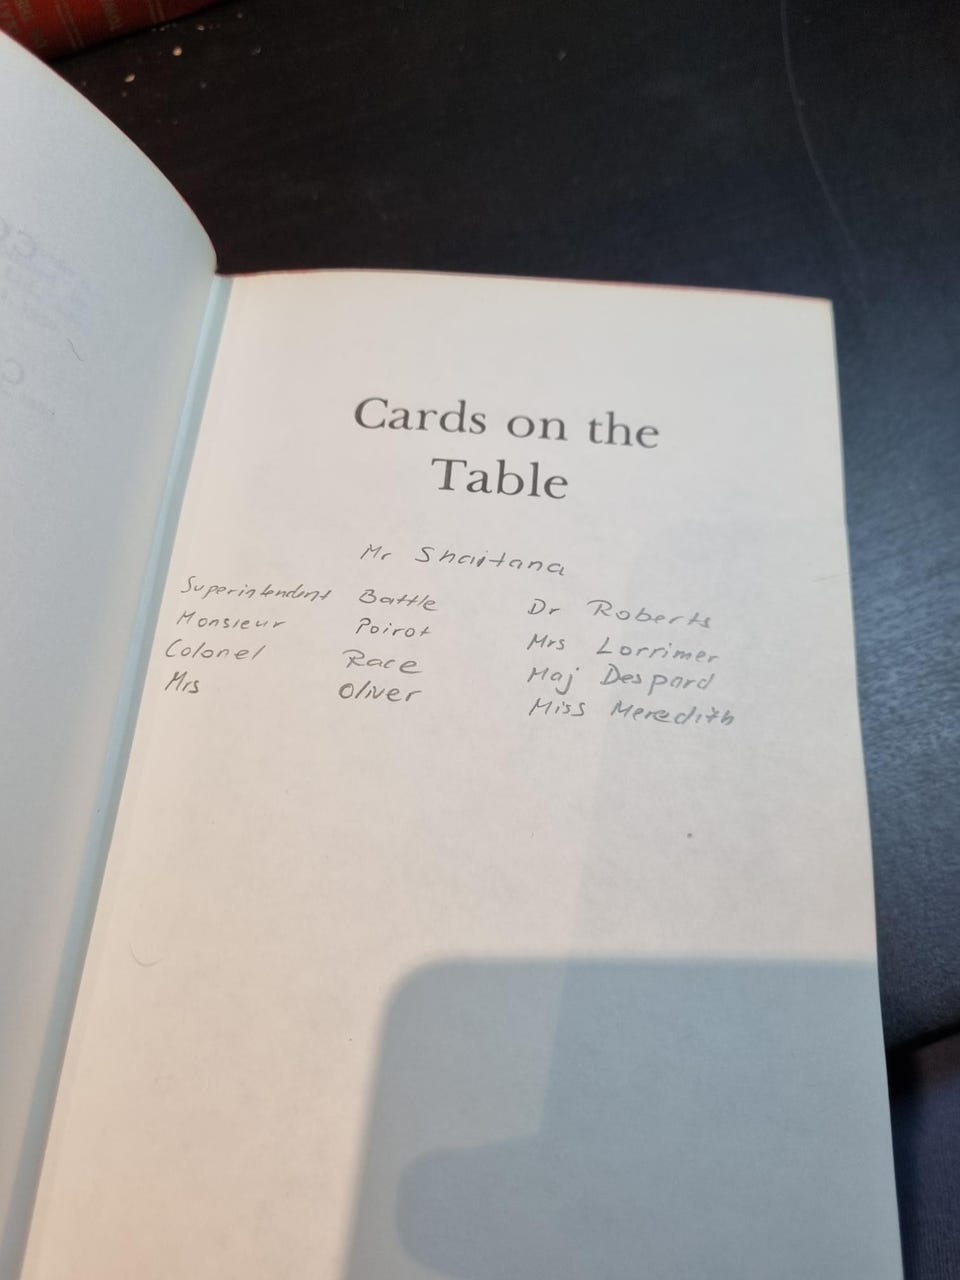 Cards on the
Table
Mr Shaitana
Superintendent Battle Dr Roberts
Monsieur Poirot Mrs Lorrimer
Colonel Race Maj Despard
Mrs Oliver Miss Meredith